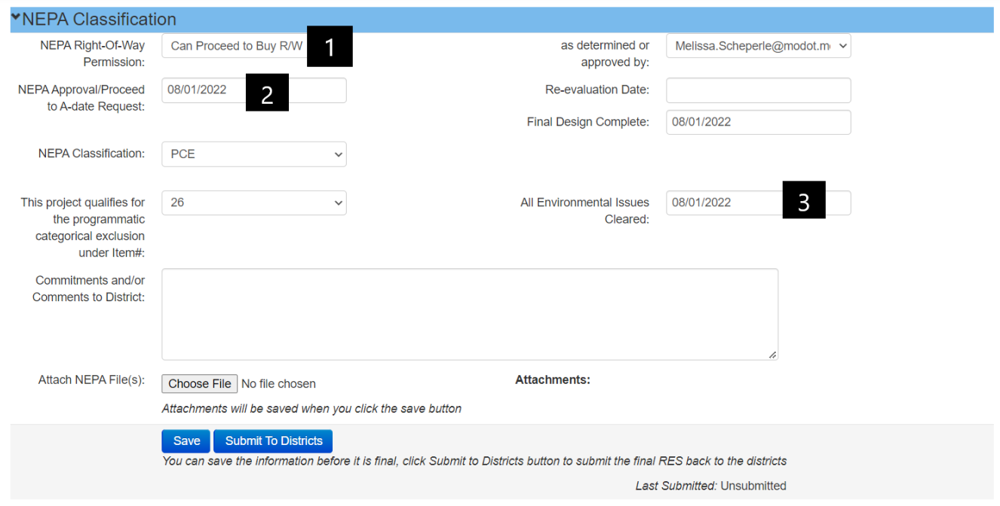 NEPA Classification
NEPA Right-Of-Way
Permission:
Can Proceed to Buy R/W
1
as determined or
approved by:
Melissa.Scheperle@modot.m
NEPA Approval/Proceed
to A-date Request:
08/01/2022
2
Re-evaluation Date:
Final Design Complete:
08/01/2022
NEPA Classification:
PCE
This project qualifies for
the programmatic
categorical exclusion
under Item#:
26
All Environmental Issues
Cleared:
08/01/2022
3
Commitments and/or
Comments to District:
Attach NEPA File(s):
Choose File No file chosen
Attachments:
Attachments will be saved when you click the save button
Save Submit To Districts
You can save the information before it is final, click Submit to Districts button to submit the final RES back to the districts
Last Submitted: Unsubmitted